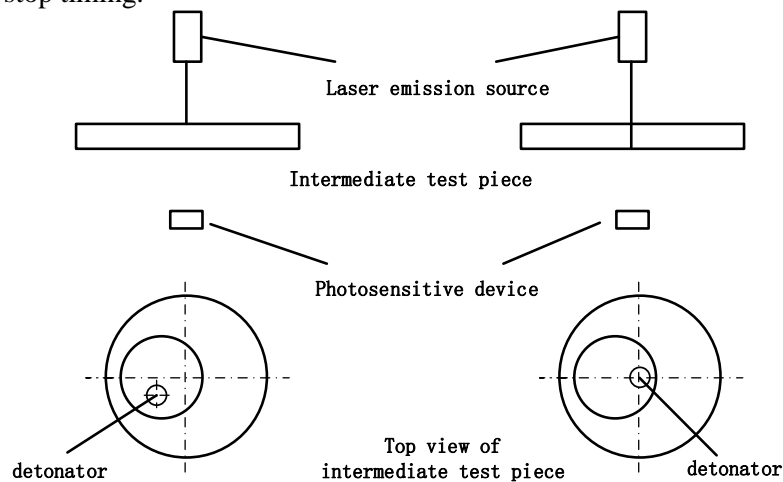 stop timing.
Laser emission source
Intermediate test piece
Photosensitive device
detonator
Top view of
intermediate test piece
detonator